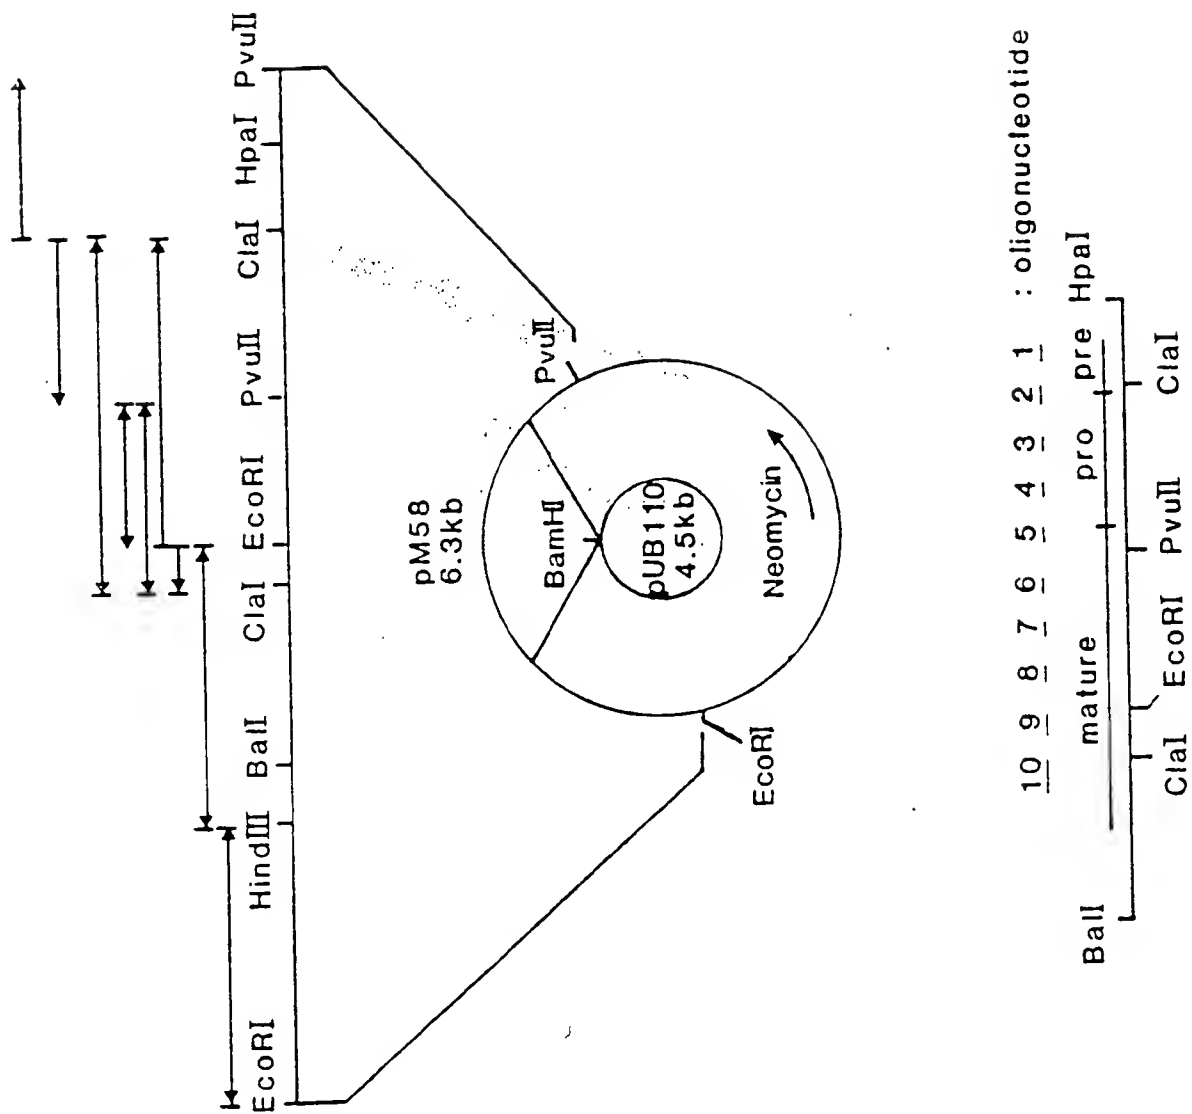 EcoRI HindIII BalI ClaI EcoRI PvuII ClaI HpaI PvuII
pM58
6.3kb
BamHI
pUB110
4.5kb
PvuII
Neomycin
EcoRI
10 9 8 7 6 5 4 3 2 1 : oligonucleotide
mature pro pre
BalI HpaI
ClaI EcoRI PvuII ClaI